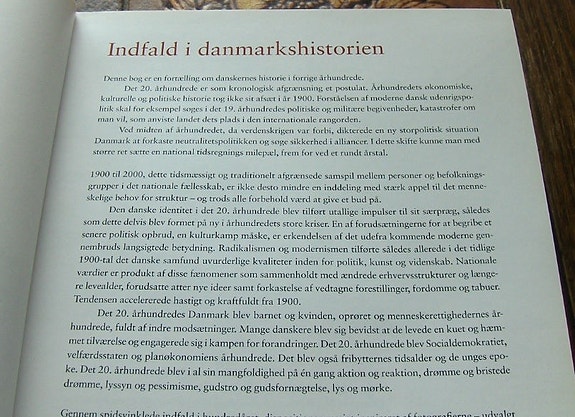 Indfald i danmarkshistorien
Denne bog er en fortælling om danskernes historie i forrige århundrede.
Det 20. århundrede er som kronologisk afgrænsning et postulat. Århundredets økonomiske,
kulturelle og politiske historie tog ikke sit afsæt i år 1900. Forståelsen af moderne dansk udenrigspo-
litik skal for eksempel søges i det 19. århundredes politiske og militære begivenheder, katastrofer om
man vil, som anviste landet dets plads i den internationale rangorden.
Ved midten af århundredet, da verdenskrigen var forbi, dikterede en ny storpolitisk situation
Danmark at forkaste neutralitetspolitikken og søge sikkerhed i alliancer. I dette skifte kunne man med
større ret sætte en national tidsregnings milepæl, frem for ved et rundt årstal.
1900 til 2000, dette tidsmæssigt og traditionelt afgrænsede samspil mellem personer og befolknings-
grupper i det nationale fællesskab, er ikke desto mindre en inddeling med stærk appel til det menne-
skelige behov for struktur – og trods alle forbehold værd at give et bud på.
Den danske identitet i det 20. århundrede blev tilført utallige impulser til sit særpræg, således
som dette delvis blev formet på ny i århundredets store kriser. En af forudsætningerne for at begribe et
senere politisk opbrud, en kulturkamp måske, er erkendelsen af det udefra kommende moderne gen-
nembruds langsigtede betydning. Radikalismen og modernismen tilførte således allerede i det tidlige
1900-tal det danske samfund uvurderlige kvaliteter inden for politik, kunst og videnskab. Nationale
værdier er produkt af disse fænomener som sammenholdt med ændrede erhvervsstrukturer og længe-
re levealder, forudsatte atter nye ideer samt forkastelse af vedtagne forestillinger, fordomme og tabuer.
Tendensen accelererede hastigt og kraftfuldt fra 1900.
Det 20. århundredes Danmark blev barnet og kvinden, oprøret og menneskerettighedernes år-
hundrede, fuldt af indre modsætninger. Mange danskere blev sig bevidst at de levede en kuet og hæm-
met tilværelse og engagerede sig i kampen for forandringer. Det 20. århundrede blev Socialdemokratiet,
velfærdsstaten og planøkonomiens århundrede. Det blev også fribytternes tidsalder og de unges epo-
ke. Det 20. århundrede blev i al sin mangfoldighed på én gang aktion og reaktion, drømme og bristede
drømme, lyssyn og pessimisme, gudstro og gudsfornægtelse, lys og mørke.
Gennem spidsvinklede indfald i hundredåret